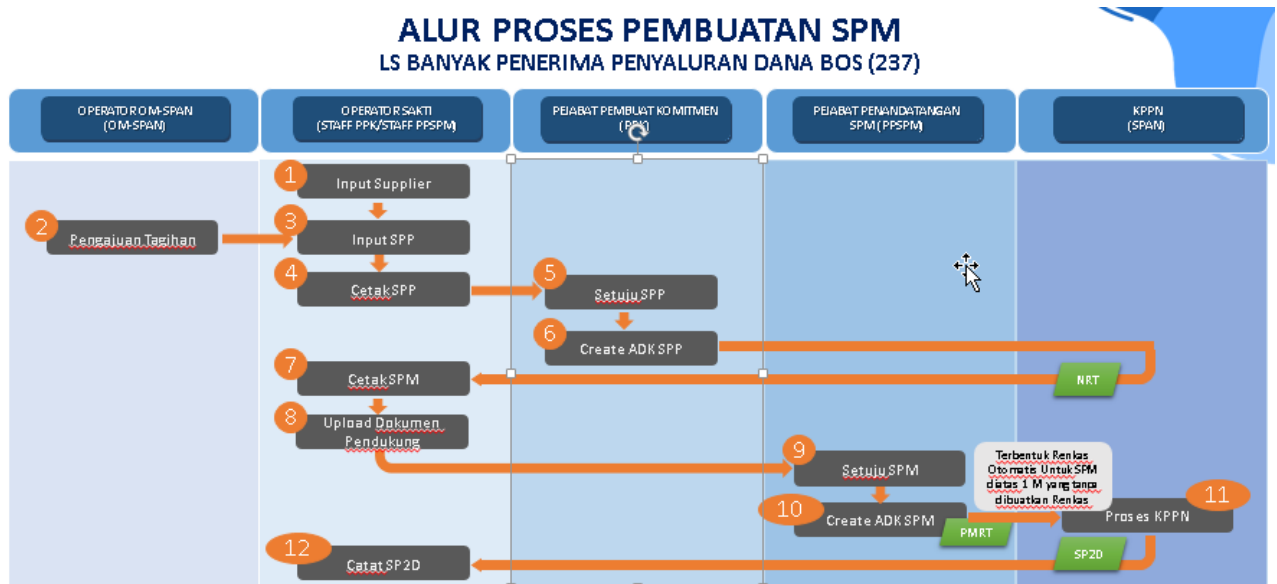 ALUR PROSES PEMBUATAN SPM
LS BANYAK PENERIMA PENYALURAN DANA BOS (237)
OPERATOR OM-SPAN
(OM-SPAN)
OPERATOR SAKTI
(STAFF PPK/STAFF PPSPM)
PEJABAT PEMBUAT KOMITMEN
(PPK)
PEJABAT PENANDATANGAN
SPM (PPSPM)
KPPN
(SPAN)
1
Input Supplier
2
Pengajuan Tagihan
3
Input SPP
4
Cetak SPP
5
Setuju SPP
6
Create ADK SPP
7
Cetak SPM
NRT
8
Upload Dokumen
Pendukung
9
Setuju SPM
Terbentuk Renkas
Otomatis Untuk SPM
diatas 1 M yang tanpa
dibuatkan Renkas
10
Create ADK SPM
PMRT
11
Proses KPPN
SP2D
12
Catat SP2D